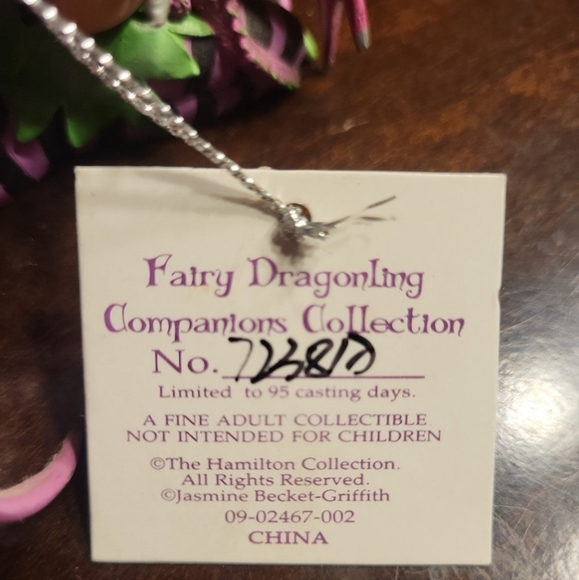 Fairy Dragonling
Companions Collection
No.
Limited to 95 casting days.
A FINE ADULT COLLECTIBLE
NOT INTENDED FOR CHILDREN
©The Hamilton Collection.
All Rights Reserved.
©Jasmine Becket-Griffith
09-02467-002
CHINA